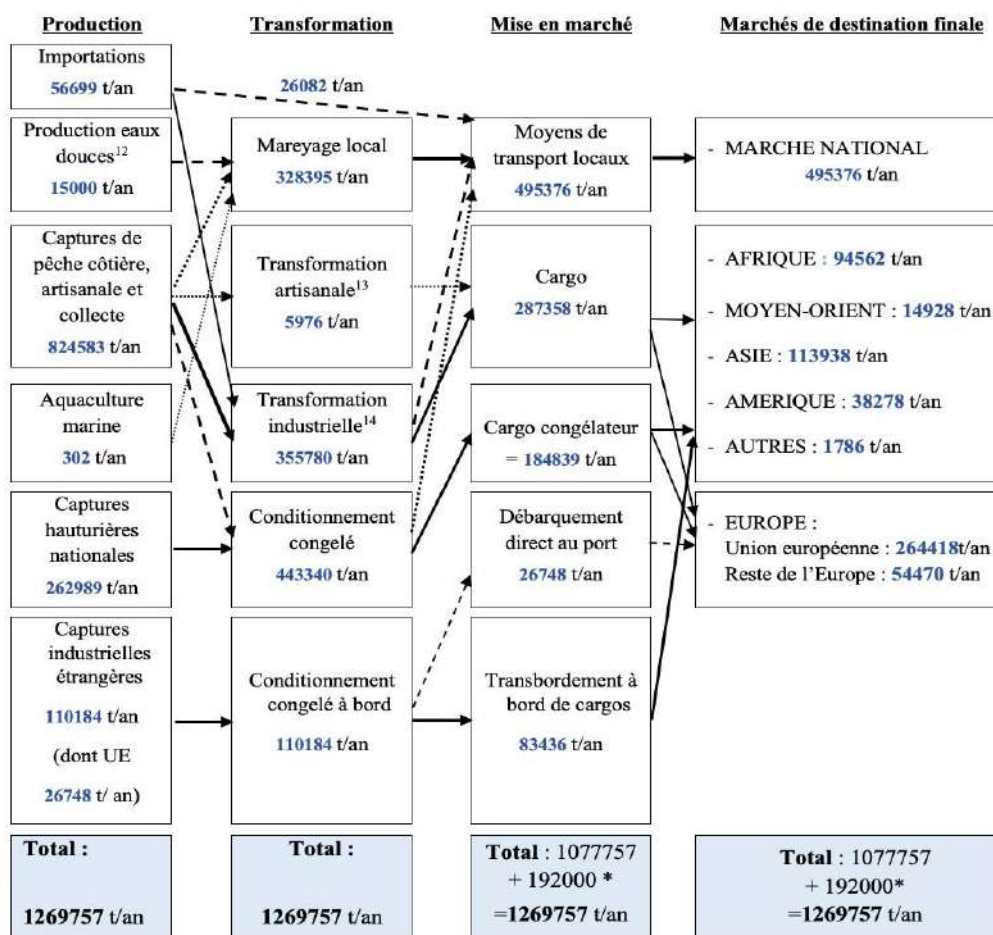 Production
Transformation
Mise en marché
Marchés de destination finale
Importations
56699 t/an
26082 t/an
Production eaux
douces12
15000 t/an
Mareyage local
328395 t/an
Moyens de
transport locaux
495376 t/an
- MARCHE NATIONAL
495376 t/an
Captures de
pêche côtière,
artisanale et
collecte
824583 t/an
Transformation
artisanale13
5976 t/an
Cargo
287358 t/an
- AFRIQUE : 94562 t/an
- MOYEN-ORIENT : 14928 t/an
- ASIE : 113938 t/an
- AMERIQUE : 38278 t/an
- AUTRES : 1786 t/an
Aquaculture
marine
302 t/an
Transformation
industrielle14
355780 t/an
Cargo congélateur
= 184839 t/an
Captures
hauturières
nationales
262989 t/an
Conditionnement
congelé
443340 t/an
Débarquement
direct au port
26748 t/an
- EUROPE :
Union européenne : 264418t/an
Reste de l'Europe : 54470 t/an
Captures
industrielles
étrangères
110184 t/an
(dont UE
26748 t/ an)
Conditionnement
congelé à bord
110184 t/an
Transbordement à
bord de cargos
83436 t/an
Total :
1269757 t/an
Total :
1269757 t/an
Total : 1077757
+ 192000 *
=1269757 t/an
Total : 1077757
+ 192000*
=1269757 t/an